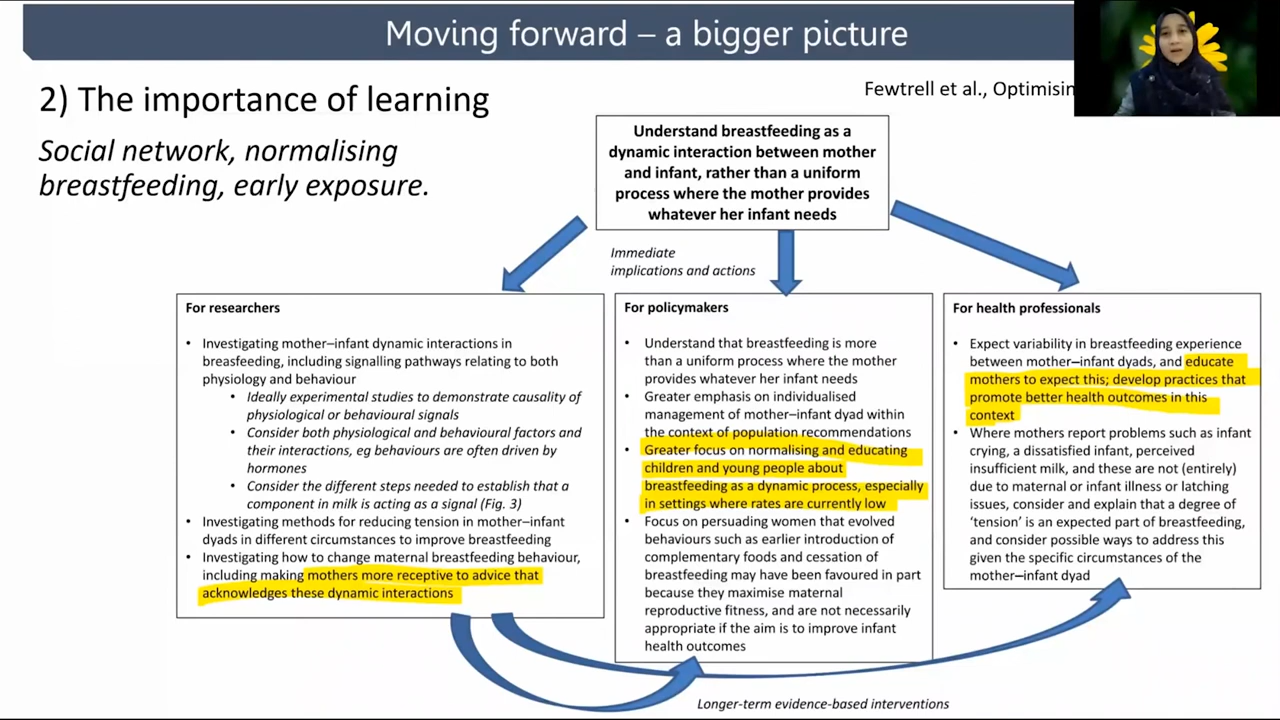 Moving forward – a bigger picture
2) The importance of learning
Social network, normalising
breastfeeding, early exposure.
Fewtrell et al.,
Understand breastfeeding as a
dynamic interaction between mother
and infant, rather than a uniform
process where the mother provides
whatever her infant needs
Immediate
implications and actions
For researchers
• Investigating mother–infant dynamic interactions in
breasfeeding, including signalling pathways relating to both
physiology and behaviour
• Ideally experimental studies to demonstrate causality of
physiological or behavioural signals
• Consider both physiological and behavioural factors and
their interactions, eg behaviours are often driven by
hormones
• Consider the different steps needed to establish that a
component in milk is acting as a signal (Fig. 3)
• Investigating methods for reducing tension in mother–infant
dyads in different circumstances to improve breastfeeding
• Investigating how to change maternal breastfeeding behaviour,
including making mothers more receptive to advice that
acknowledges these dynamic interactions
For policymakers
• Understand that breastfeeding is more
than a uniform process where the mother
provides whatever her infant needs
• Greater emphasis on individualised
management of mother–infant dyad within
the context of population recommendations
• Greater focus on normalising and educating
children and young people about
breastfeeding as a dynamic process, especially
in settings where rates are currently low
• Focus on persuading women that evolved
behaviours such as earlier introduction of
complementary foods and cessation of
breastfeeding may have been favoured in part
because they maximise maternal
reproductive fitness, and are not necessarily
appropriate if the aim is to improve infant
health outcomes
For health professionals
• Expect variability in breastfeeding experience
between mother–infant dyads, and educate
mothers to expect this; develop practices that
promote better health outcomes in this
context
• Where mothers report problems such as infant
crying, a dissatisfied infant, perceived
insufficient milk, and these are not (entirely)
due to maternal or infant illness or latching
issues, consider and explain that a degree of
‘tension’ is an expected part of breastfeeding,
and consider possible ways to address this
given the specific circumstances of the
mother–infant dyad
Longer-term evidence-based interventions